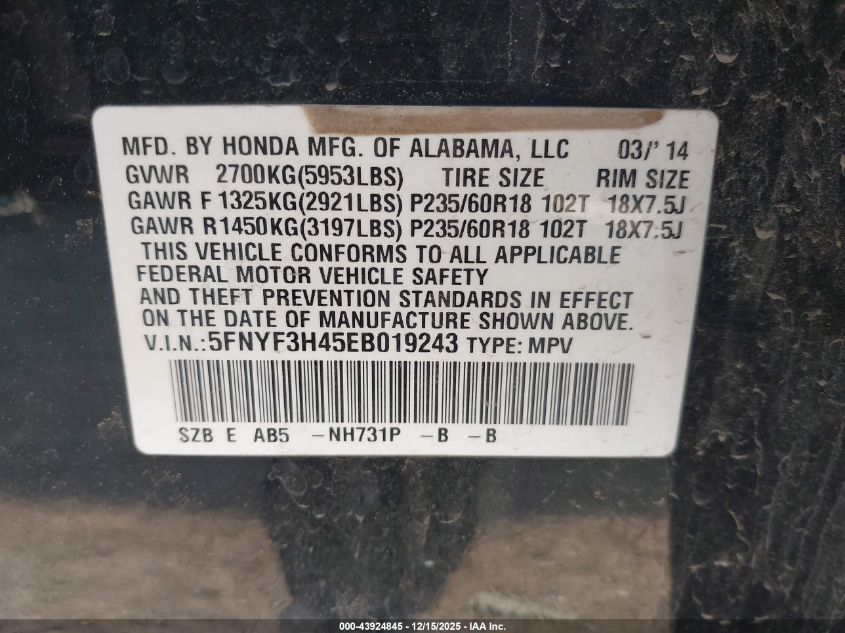 MFD. BY HONDA MFG. OF ALABAMA, LLC 03/'14
GVWR 2700KG(5953LBS) TIRE SIZE RIM SIZE
GAWR F 1325KG(2921LBS) P235/60R18 102T 18X7.5J
GAWR R1450KG(3197LBS) P235/60R18 102T 18X7.5J
THIS VEHICLE CONFORMS TO ALL APPLICABLE
FEDERAL MOTOR VEHICLE SAFETY
AND THEFT PREVENTION STANDARDS IN EFFECT
ON THE DATE OF MANUFACTURE SHOWN ABOVE.
V.I.N.:5FNYF3H45EB019243 TYPE: MPV
SZB E AB5 -NH731P -B -B
000-43924845 - 12/15/2025 - IAA Inc.